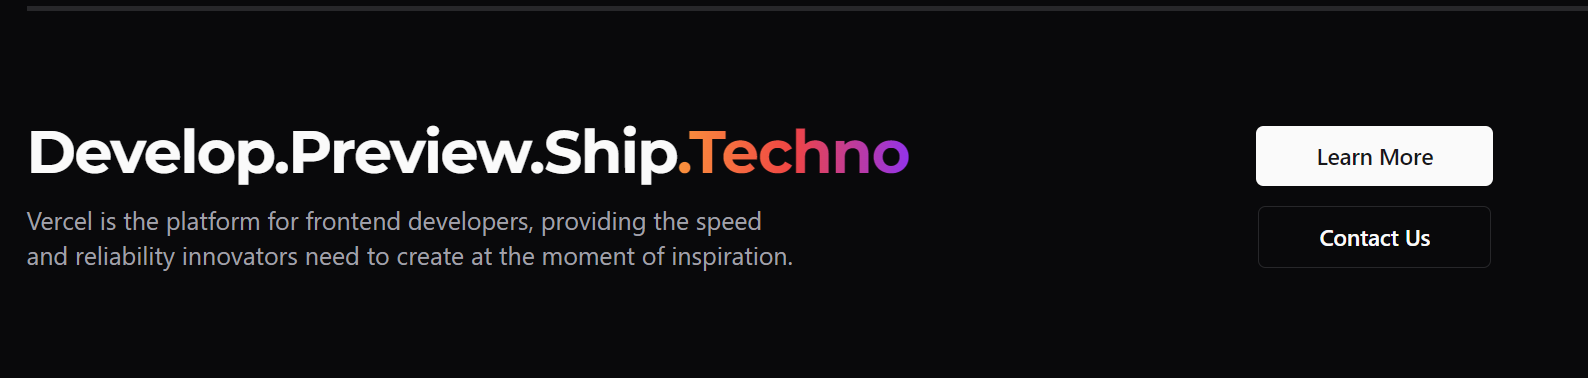 Develop.Preview.Ship.Techno
Vercel is the platform for frontend developers, providing the speed
and reliability innovators need to create at the moment of inspiration.
Learn More
Contact Us